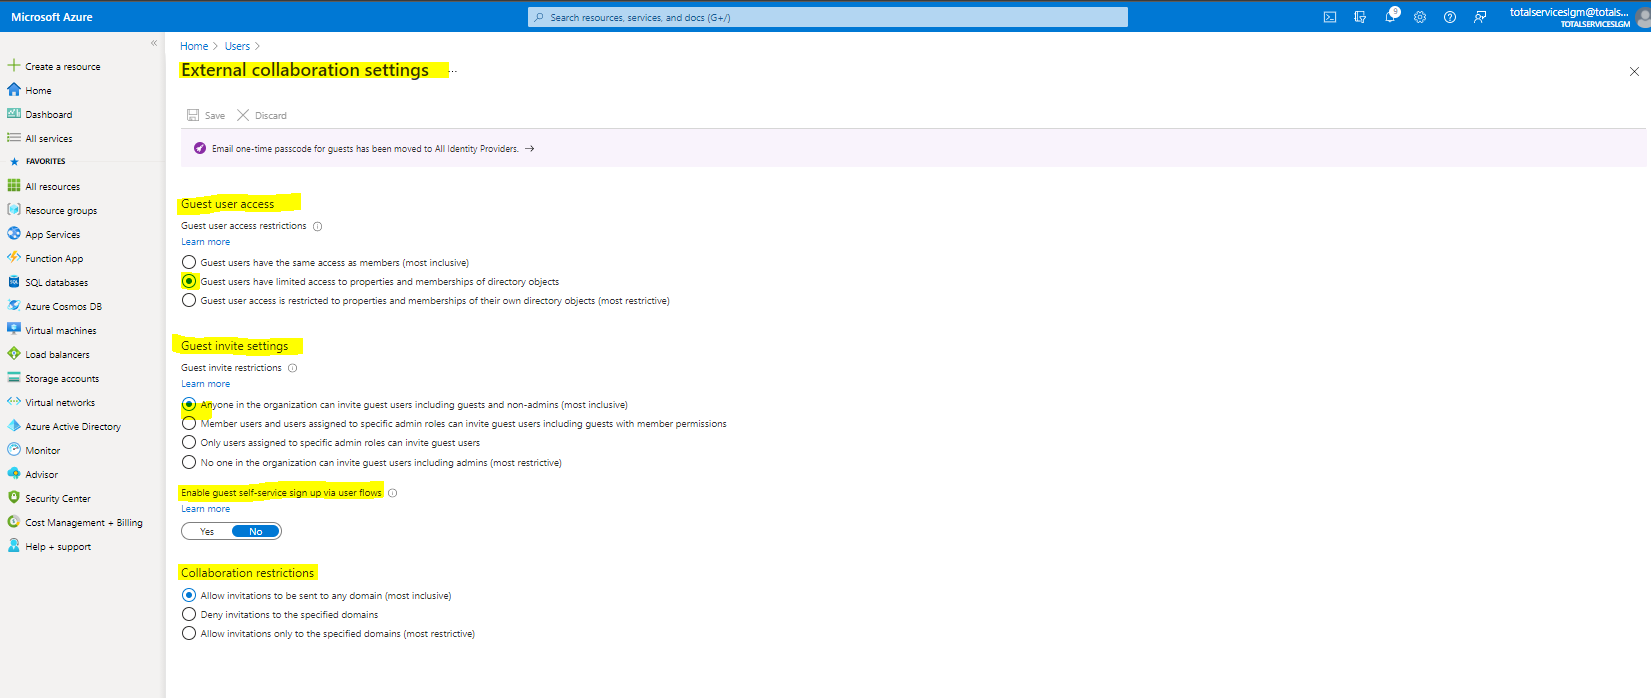 Microsoft Azure
Search resources, services, and docs (G+/)
9
totalserviceslgm@totals...
TOTALSERVICESLGM
«
Create a resource
Home
Dashboard
All services
FAVORITES
All resources
Resource groups
App Services
Function App
SQL databases
Azure Cosmos DB
Virtual machines
Load balancers
Storage accounts
Virtual networks
Azure Active Directory
Monitor
Advisor
Security Center
Cost Management + Billing
Help + support
Home > Users >
External collaboration settings ...
Save Discard
Email one-time passcode for guests has been moved to All Identity Providers. →
Guest user access
Guest user access restrictions
Learn more
Guest users have the same access as members (most inclusive)
Guest users have limited access to properties and memberships of directory objects
Guest user access is restricted to properties and memberships of their own directory objects (most restrictive)
Guest invite settings
Guest invite restrictions
Learn more
Anyone in the organization can invite guest users including guests and non-admins (most inclusive)
Member users and users assigned to specific admin roles can invite guest users including guests with member permissions
Only users assigned to specific admin roles can invite guest users
No one in the organization can invite guest users including admins (most restrictive)
Enable guest self-service sign up via user flows
Learn more
Yes No
Collaboration restrictions
Allow invitations to be sent to any domain (most inclusive)
Deny invitations to the specified domains
Allow invitations only to the specified domains (most restrictive)